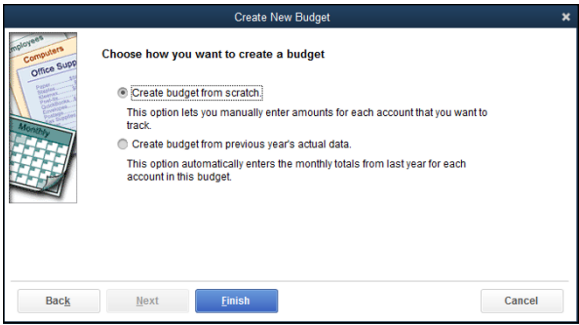 Create New Budget
Employees
Computers
Office Supp
Monthly
Choose how you want to create a budget
Create budget from scratch.
This option lets you manually enter amounts for each account that you want to
track.
Create budget from previous year's actual data.
This option automatically enters the monthly totals from last year for each
account in this budget.
Back
Next
Finish
Cancel